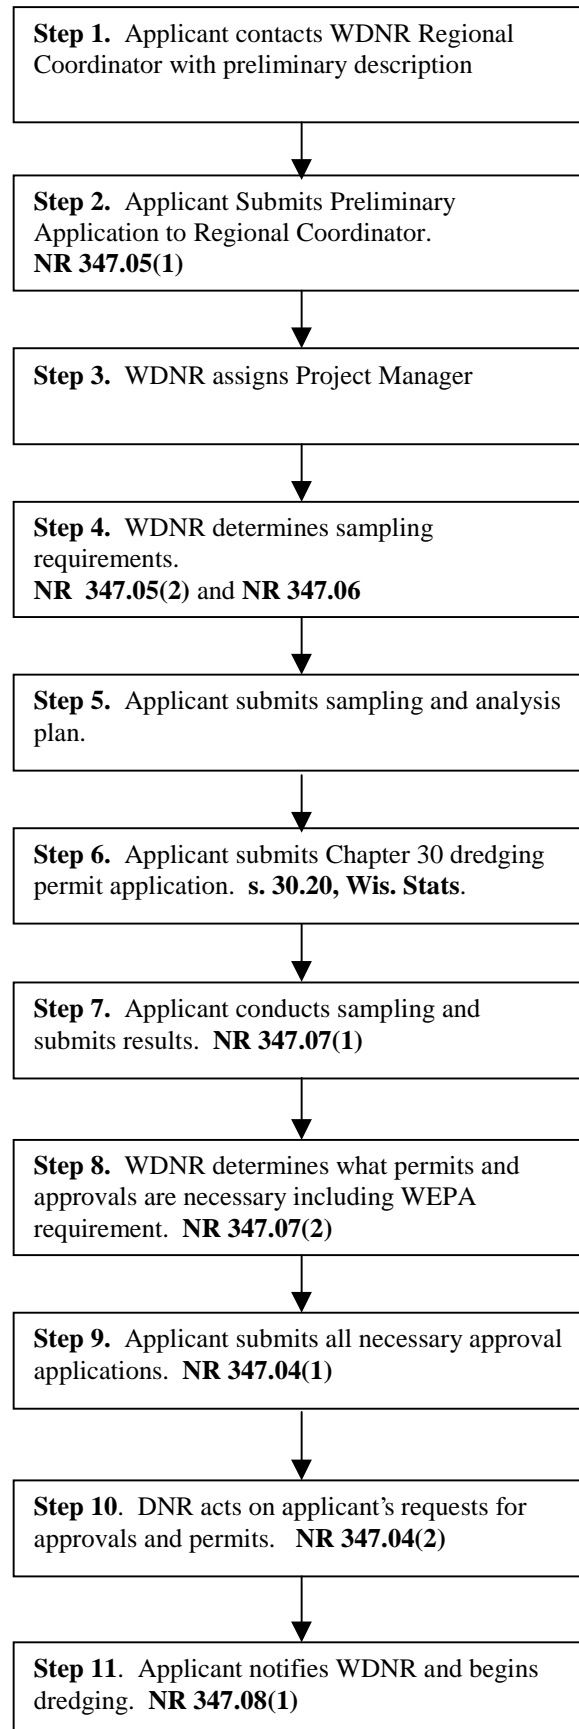 Step 1.  Applicant contacts WDNR Regional
Coordinator with preliminary description
Step 2.  Applicant Submits Preliminary
Application to Regional Coordinator.
NR 347.05(1)
Step 3.  WDNR assigns Project Manager
Step 4.  WDNR determines sampling
requirements.
NR  347.05(2) and NR 347.06
Step 5.  Applicant submits sampling and analysis
plan.
Step 6.  Applicant submits Chapter 30 dredging
permit application.  s. 30.20, Wis. Stats.
Step 7.  Applicant conducts sampling and
submits results.  NR 347.07(1)
Step 8.  WDNR determines what permits and
approvals are necessary including WEPA
requirement.  NR 347.07(2)
Step 9.  Applicant submits all necessary approval
applications.  NR 347.04(1)
Step 10.  DNR acts on applicant's requests for
approvals and permits.   NR 347.04(2)
Step 11.  Applicant notifies WDNR and begins
dredging.  NR 347.08(1)